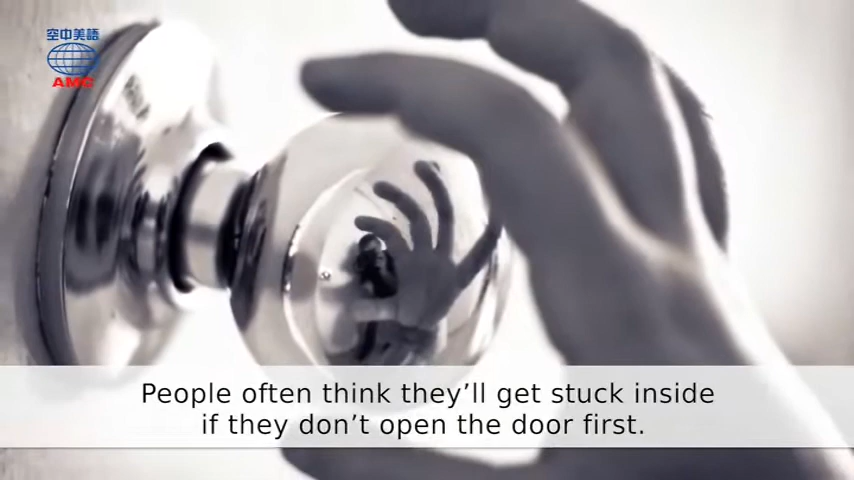 空中美語
AMC
People often think they’ll get stuck inside
if they don’t open the door first.